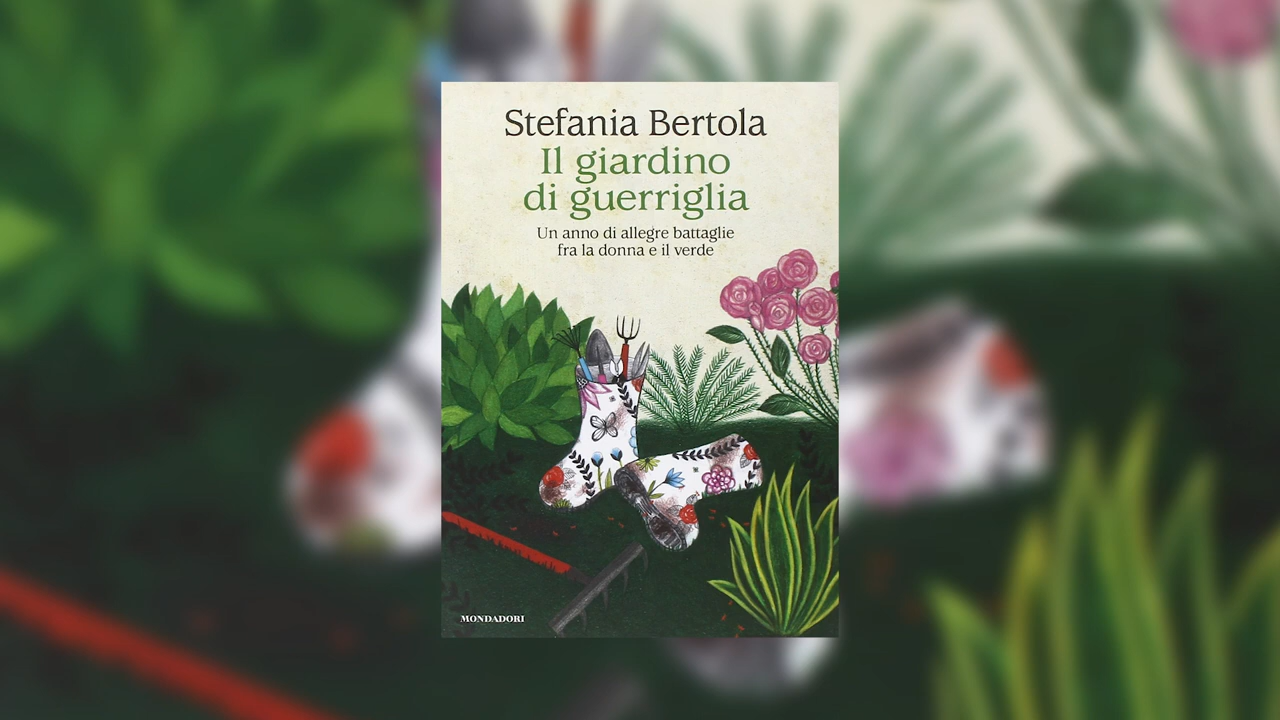 Stefania Bertola
Il giardino
di guerriglia
Un anno di allegre battaglie
fra la donna e il verde
MONDADORI